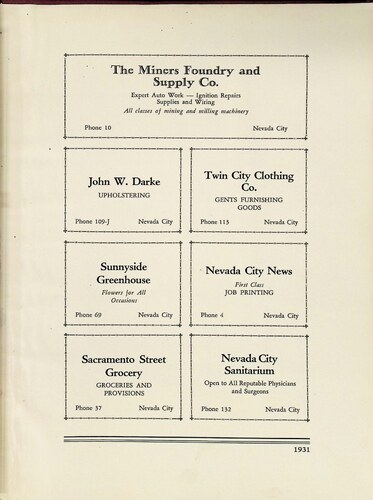 The Miners Foundry and
Supply Co.
Expert Auto Work — Ignition Repairs
Supplies and Wiring
All classes of mining and milling machinery
Phone 10 Nevada City
John W. Darke
UPHOLSTERING
Phone 109-J Nevada City
Twin City Clothing
Co.
GENTS FURNISHING
GOODS
Phone 113 Nevada City
Sunnyside
Greenhouse
Flowers for All
Occasions
Phone 69 Nevada City
Nevada City News
First Class
JOB PRINTING
Phone 4 Nevada City
Sacramento Street
Grocery
GROCERIES AND
PROVISIONS
Phone 37 Nevada City
Nevada City
Sanitarium
Open to All Reputable Physicians
and Surgeons
Phone 132 Nevada City
1931